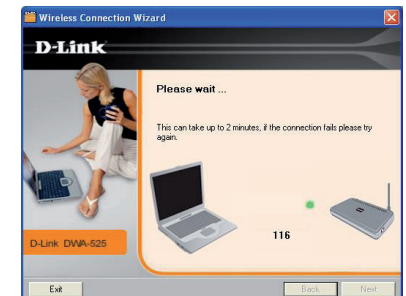 Wireless Connection Wizard
D-Link
Please wait ...
This can take up to 2 minutes, if the connection fails please try
again.
116
D-Link DWA-525
Exit
Back
Next